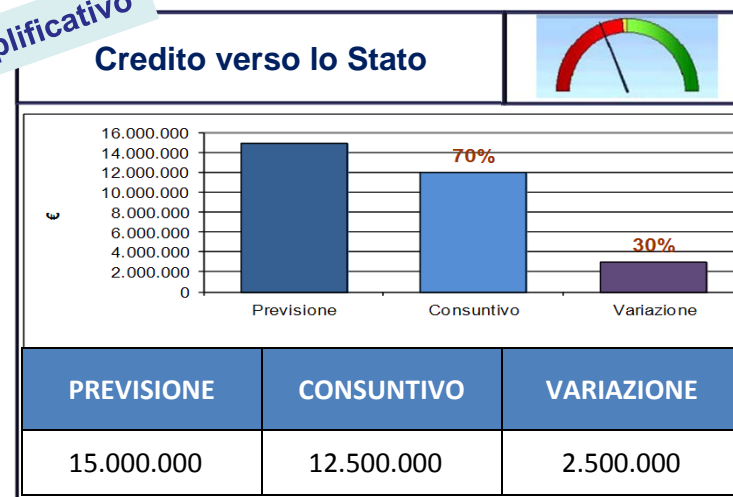 plificativo
Credito verso lo Stato
16.000.000
14.000.000
12.000.000
10.000.000
8.000.000
6.000.000
4.000.000
2.000.000
0
€
70%
30%
Previsione Consuntivo Variazione
PREVISIONE CONSUNTIVO VARIAZIONE
15.000.000 12.500.000 2.500.000